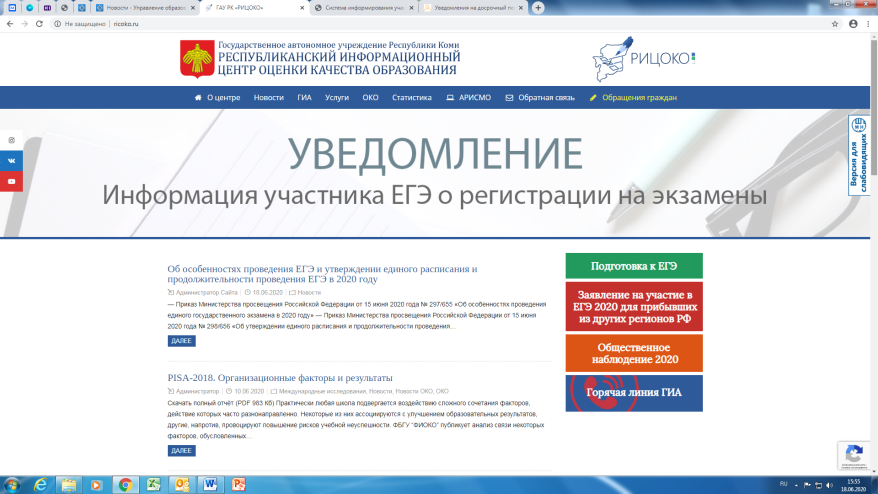 Новости - Управление образо
ГАУ РК «РИЦОКО»
Система информирования уча
Уведомления на досрочный пе
Не защищено | ricoko.ru
Государственное автономное учреждение Республики Коми
РЕСПУБЛИКАНСКИЙ ИНФОРМАЦИОННЫЙ
ЦЕНТР ОЦЕНКИ КАЧЕСТВА ОБРАЗОВАНИЯ
РИЦОКО
О центре Новости ГИА Услуги ОКО Статистика АРИСМО Обратная связь Обращения граждан
УВЕДОМЛЕНИЕ
Информация участника ЕГЭ о регистрации на экзамены
Версия для
слабовидящих
Об особенностях проведения ЕГЭ и утверждении единого расписания и
продолжительности проведения ЕГЭ в 2020 году
Администратор Сайта | 16.06.2020 | Новости
— Приказ Министерства просвещения Российской Федерации от 15 июня 2020 года № 297/655 «Об особенностях проведения
единого государственного экзамена в 2020 году» — Приказ Министерства просвещения Российской Федерации от 15 июня
2020 года № 298/656 «Об утверждении единого расписания и продолжительности проведения…
ДАЛЕЕ
PISA-2018. Организационные факторы и результаты
Администратор | 10.06.2020 | Международные исследования, Новости, Новости ОКО, ОКО
Скачать полный отчёт (PDF 983 Кб) Практически любая школа подвергается воздействию сложного сочетания факторов,
действие которых часто разнонаправленно. Некоторые из них ассоциируются с улучшением образовательных результатов,
другие, напротив, провоцируют повышение рисков учебной неуспешности. ФБГУ "ФИОКО" публикует анализ связи некоторых
факторов, обусловленных…
ДАЛЕЕ
Подготовка к ЕГЭ
Заявление на участие в
ЕГЭ 2020 для прибывших
из других регионов РФ
Общественное
наблюдение 2020
Горячая линия ГИА
RU
15:55
18.06.2020